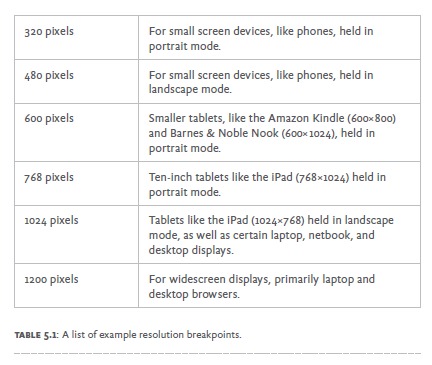 320 pixels
For small screen devices, like phones, held in
portrait mode.
480 pixels
For small screen devices, like phones, held in
landscape mode.
600 pixels
Smaller tablets, like the Amazon Kindle (600×800)
and Barnes & Noble Nook (600×1024), held in
portrait mode.
768 pixels
Ten-inch tablets like the iPad (768×1024) held in
portrait mode.
1024 pixels
Tablets like the iPad (1024×768) held in landscape
mode, as well as certain laptop, netbook, and
desktop displays.
1200 pixels
For widescreen displays, primarily laptop and
desktop browsers.
TABLE 5.1: A list of example resolution breakpoints.